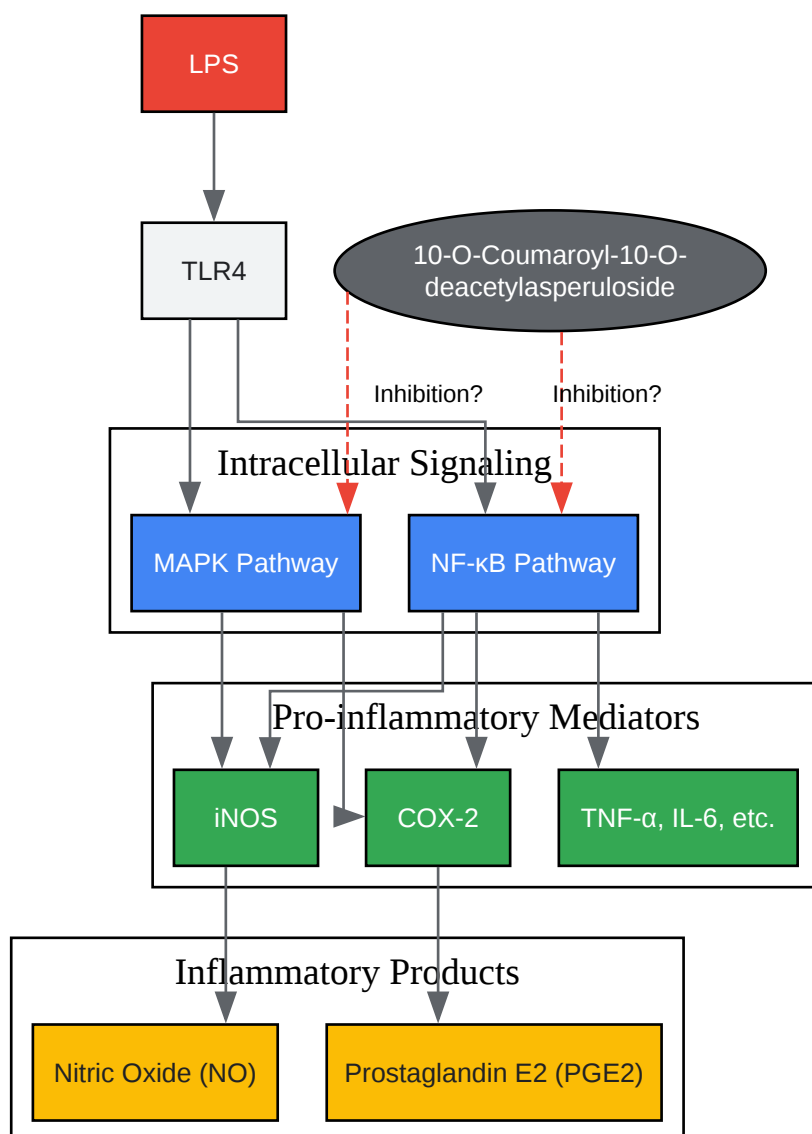 LPS
TLR4
10-O-Coumaroyl-10-O-
deacetylasperuloside
Inhibition?
Inhibition?
Intracellular Signaling
MAPK Pathway
NF-κB Pathway
Pro-inflammatory Mediators
iNOS
COX-2
TNF-α, IL-6, etc.
Inflammatory Products
Nitric Oxide (NO)
Prostaglandin E2 (PGE2)